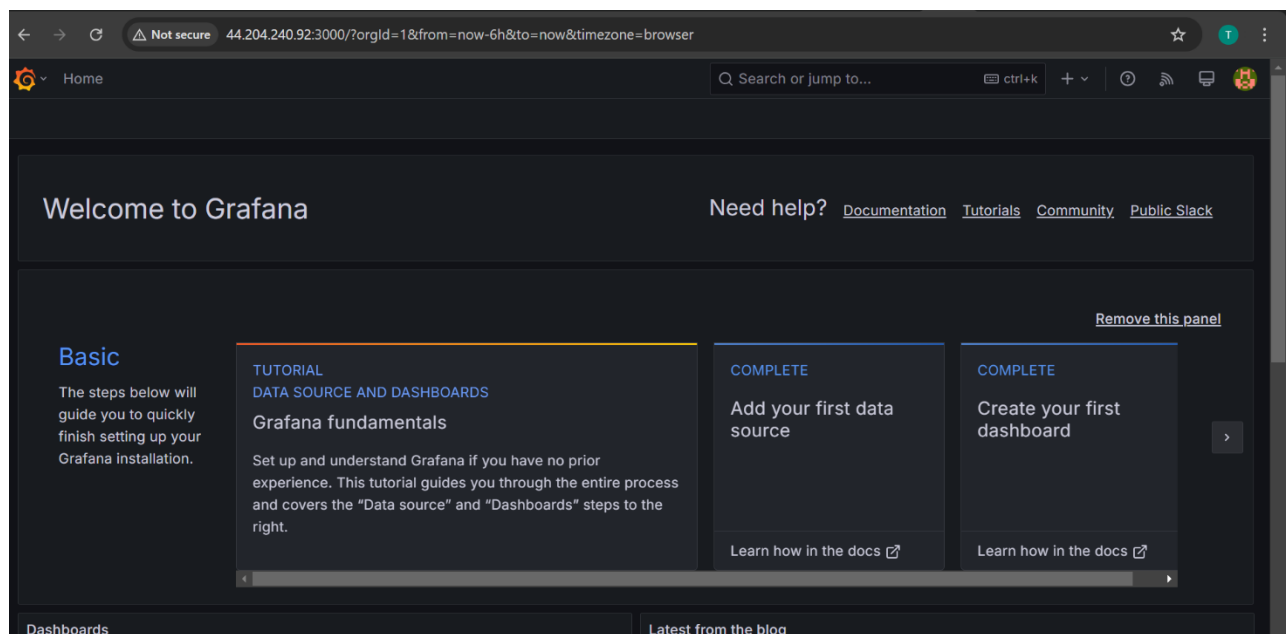 Not secure 44.204.240.92:3000/?orgId=1&from=now-6h&to=now&timezone=browser T
Home Search or jump to... ctrl+k
Welcome to Grafana
Need help? Documentation Tutorials Community Public Slack
Remove this panel
Basic
The steps below will
guide you to quickly
finish setting up your
Grafana installation.
TUTORIAL
DATA SOURCE AND DASHBOARDS
Grafana fundamentals
Set up and understand Grafana if you have no prior
experience. This tutorial guides you through the entire process
and covers the “Data source” and “Dashboards” steps to the
right.
COMPLETE
Add your first data
source
Learn how in the docs
COMPLETE
Create your first
dashboard
Learn how in the docs
Dashboards
Latest from the blog